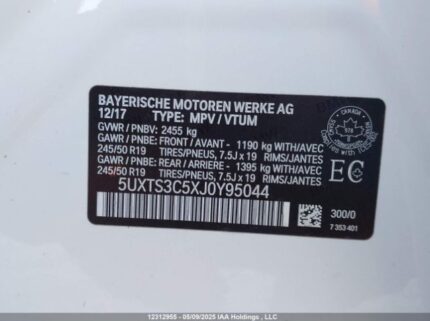 BAYERISCHE MOTOREN WERKE AG
12/17 TYPE: MPV / VTUM
GVWR / PNBV: 2455 kg
GAWR / PNBE: FRONT / AVANT - 1190 kg WITH/AVEC
245/50 R19 TIRES/PNEUS, 7.5J x 19 RIMS/JANTES
GAWR / PNBE: REAR / ARRIERE - 1395 kg WITH/AVEC
245/50 R19 TIRES/PNEUS, 7.5J x 19 RIMS/JANTES
5UXTS3C5XJ0Y95044
CANADA
EC
300/0
7 353 401
12312955 - 05/09/2025 IAA Holdings, LLC